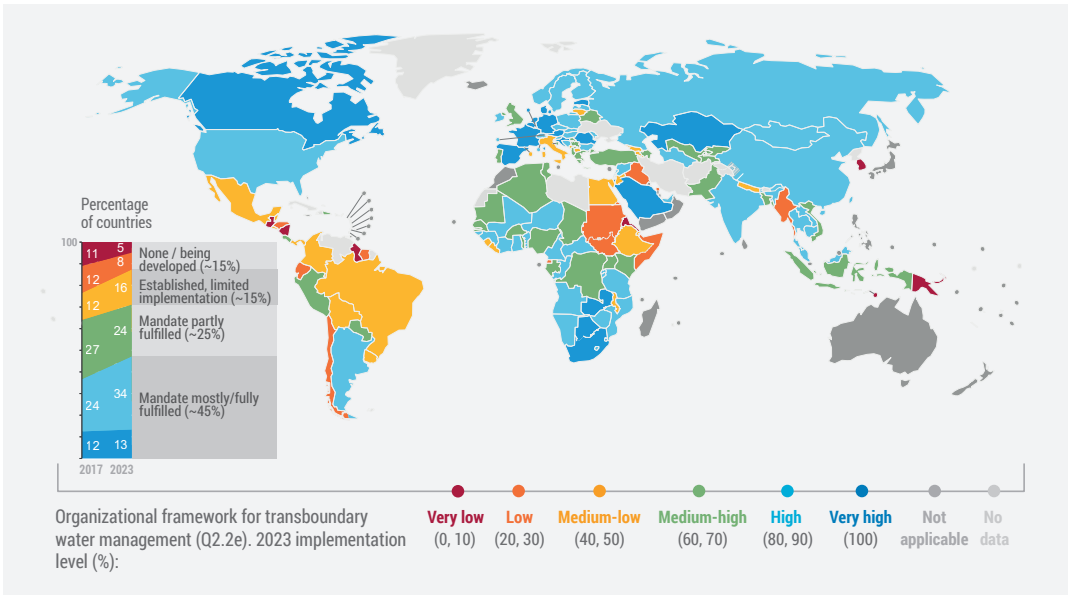 Percentage
of countries
100
11
5
8
12
16
12
24
27
34
24
12
13
2017
2023
None / being
developed (~15%)
Established, limited
implementation (~15%)
Mandate partly
fulfilled (~25%)
Mandate mostly/fully
fulfilled (~45%)
Organizational framework for transboundary
water management (Q2.2e). 2023 implementation
level (%):
Very low
(0, 10)
Low
(20, 30)
Medium-low
(40, 50)
Medium-high
(60, 70)
High
(80, 90)
Very high
(100)
Not
applicable
No
data